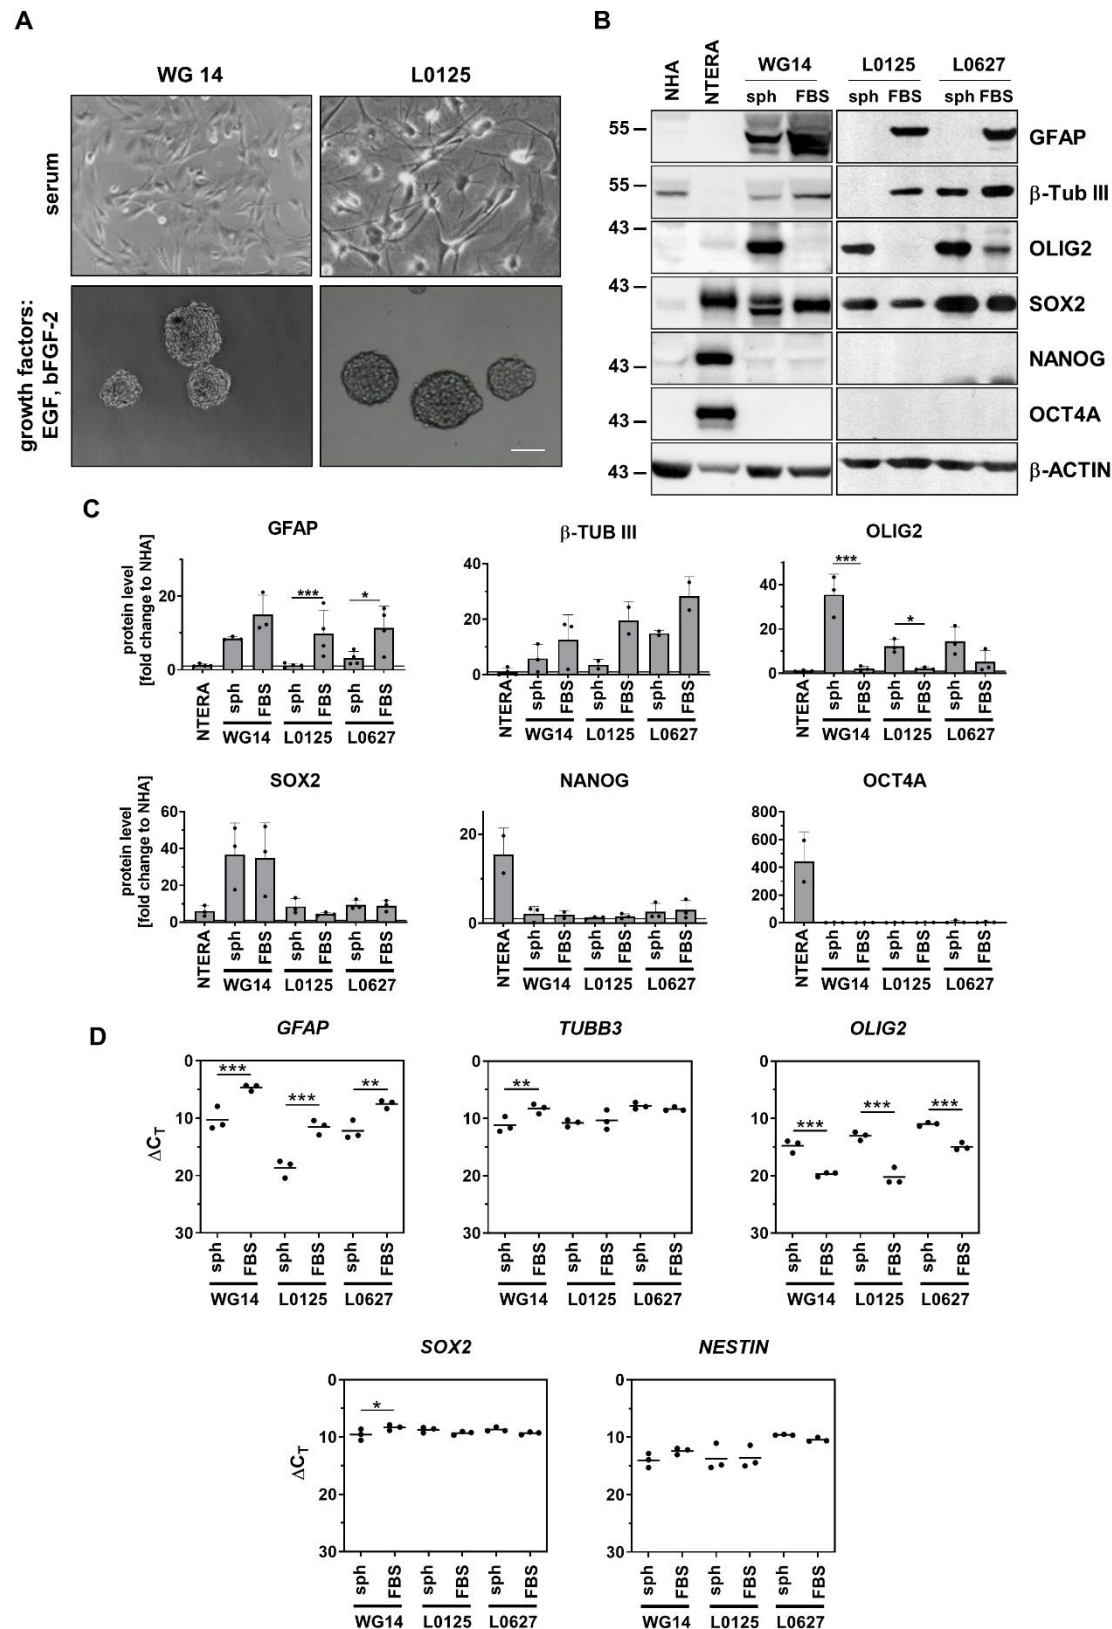 A
WG 14
L0125
serum
growth factors:
EGF, bFGF-2
B
NHA
NTERA
WG14
L0125
L0627
sph FBS
sph FBS
sph FBS
55
GFAP
55
β-Tub III
43
OLIG2
43
SOX2
43
NANOG
43
OCT4A
43
β-ACTIN
C
GFAP
protein level
[fold change to NHA]
20
0
***
*
NTERA
sph
FBS
sph
FBS
sph
FBS
WG14
L0125
L0627
β-TUB III
40
20
0
NTERA
sph
FBS
sph
FBS
sph
FBS
WG14
L0125
L0627
OLIG2
60
40
20
0
***
*
NTERA
sph
FBS
sph
FBS
sph
FBS
WG14
L0125
L0627
SOX2
protein level
[fold change to NHA]
60
40
20
10
0
NTERA
sph
FBS
sph
FBS
sph
FBS
WG14
L0125
L0627
NANOG
20
0
NTERA
sph
FBS
sph
FBS
sph
FBS
WG14
L0125
L0627
OCT4A
800
600
400
200
0
NTERA
sph
FBS
sph
FBS
sph
FBS
WG14
L0125
L0627
D
GFAP
ΔCT
0
10
20
30
***
***
**
sph
FBS
sph
FBS
sph
FBS
WG14
L0125
L0627
TUBB3
0
10
20
30
**
sph
FBS
sph
FBS
sph
FBS
WG14
L0125
L0627
OLIG2
0
10
20
30
***
***
***
sph
FBS
sph
FBS
sph
FBS
WG14
L0125
L0627
SOX2
ΔCT
0
10
20
30
*
sph
FBS
sph
FBS
sph
FBS
WG14
L0125
L0627
NESTIN
0
10
20
30
sph
FBS
sph
FBS
sph
FBS
WG14
L0125
L0627